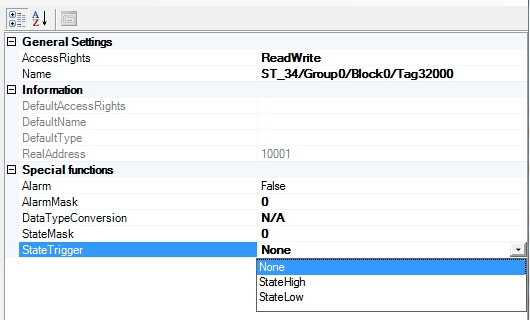 General Settings
AccessRights ReadWrite
Name ST_34/Group0/Block0/Tag32000
Information
DefaultAccessRights
DefaultName
DefaultType
RealAddress 10001
Special functions
Alarm False
AlarmMask 0
DataTypeConversion N/A
StateMask 0
StateTrigger None
None
StateHigh
StateLow